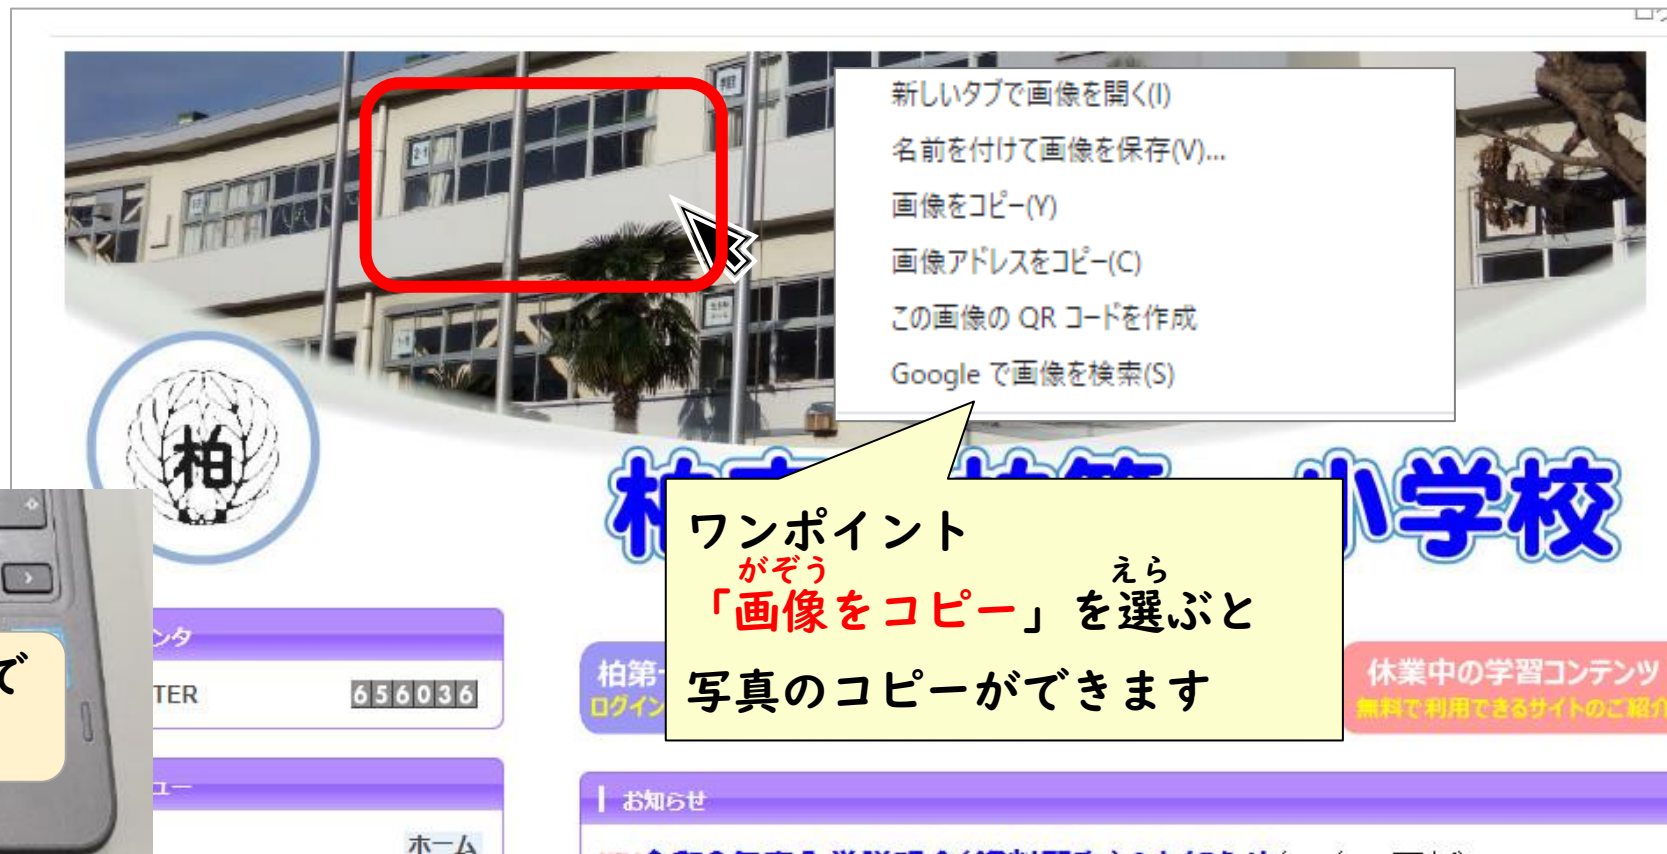 新しいタブで画像を開く(I)
名前を付けて画像を保存(V)...
画像をコピー(Y)
画像アドレスをコピー(C)
この画像の QR コードを作成
Google で画像を検索(S)
2-1
柏
小学校
ワンポイント
がぞう えら
「画像をコピー」を選ぶと
写真のコピーができます
で
ンタ
TER 656036
柏第一
ログイン
休業中の学習コンテンツ
無料で利用できるサイトのご紹介
ュー
お知らせ
ホーム